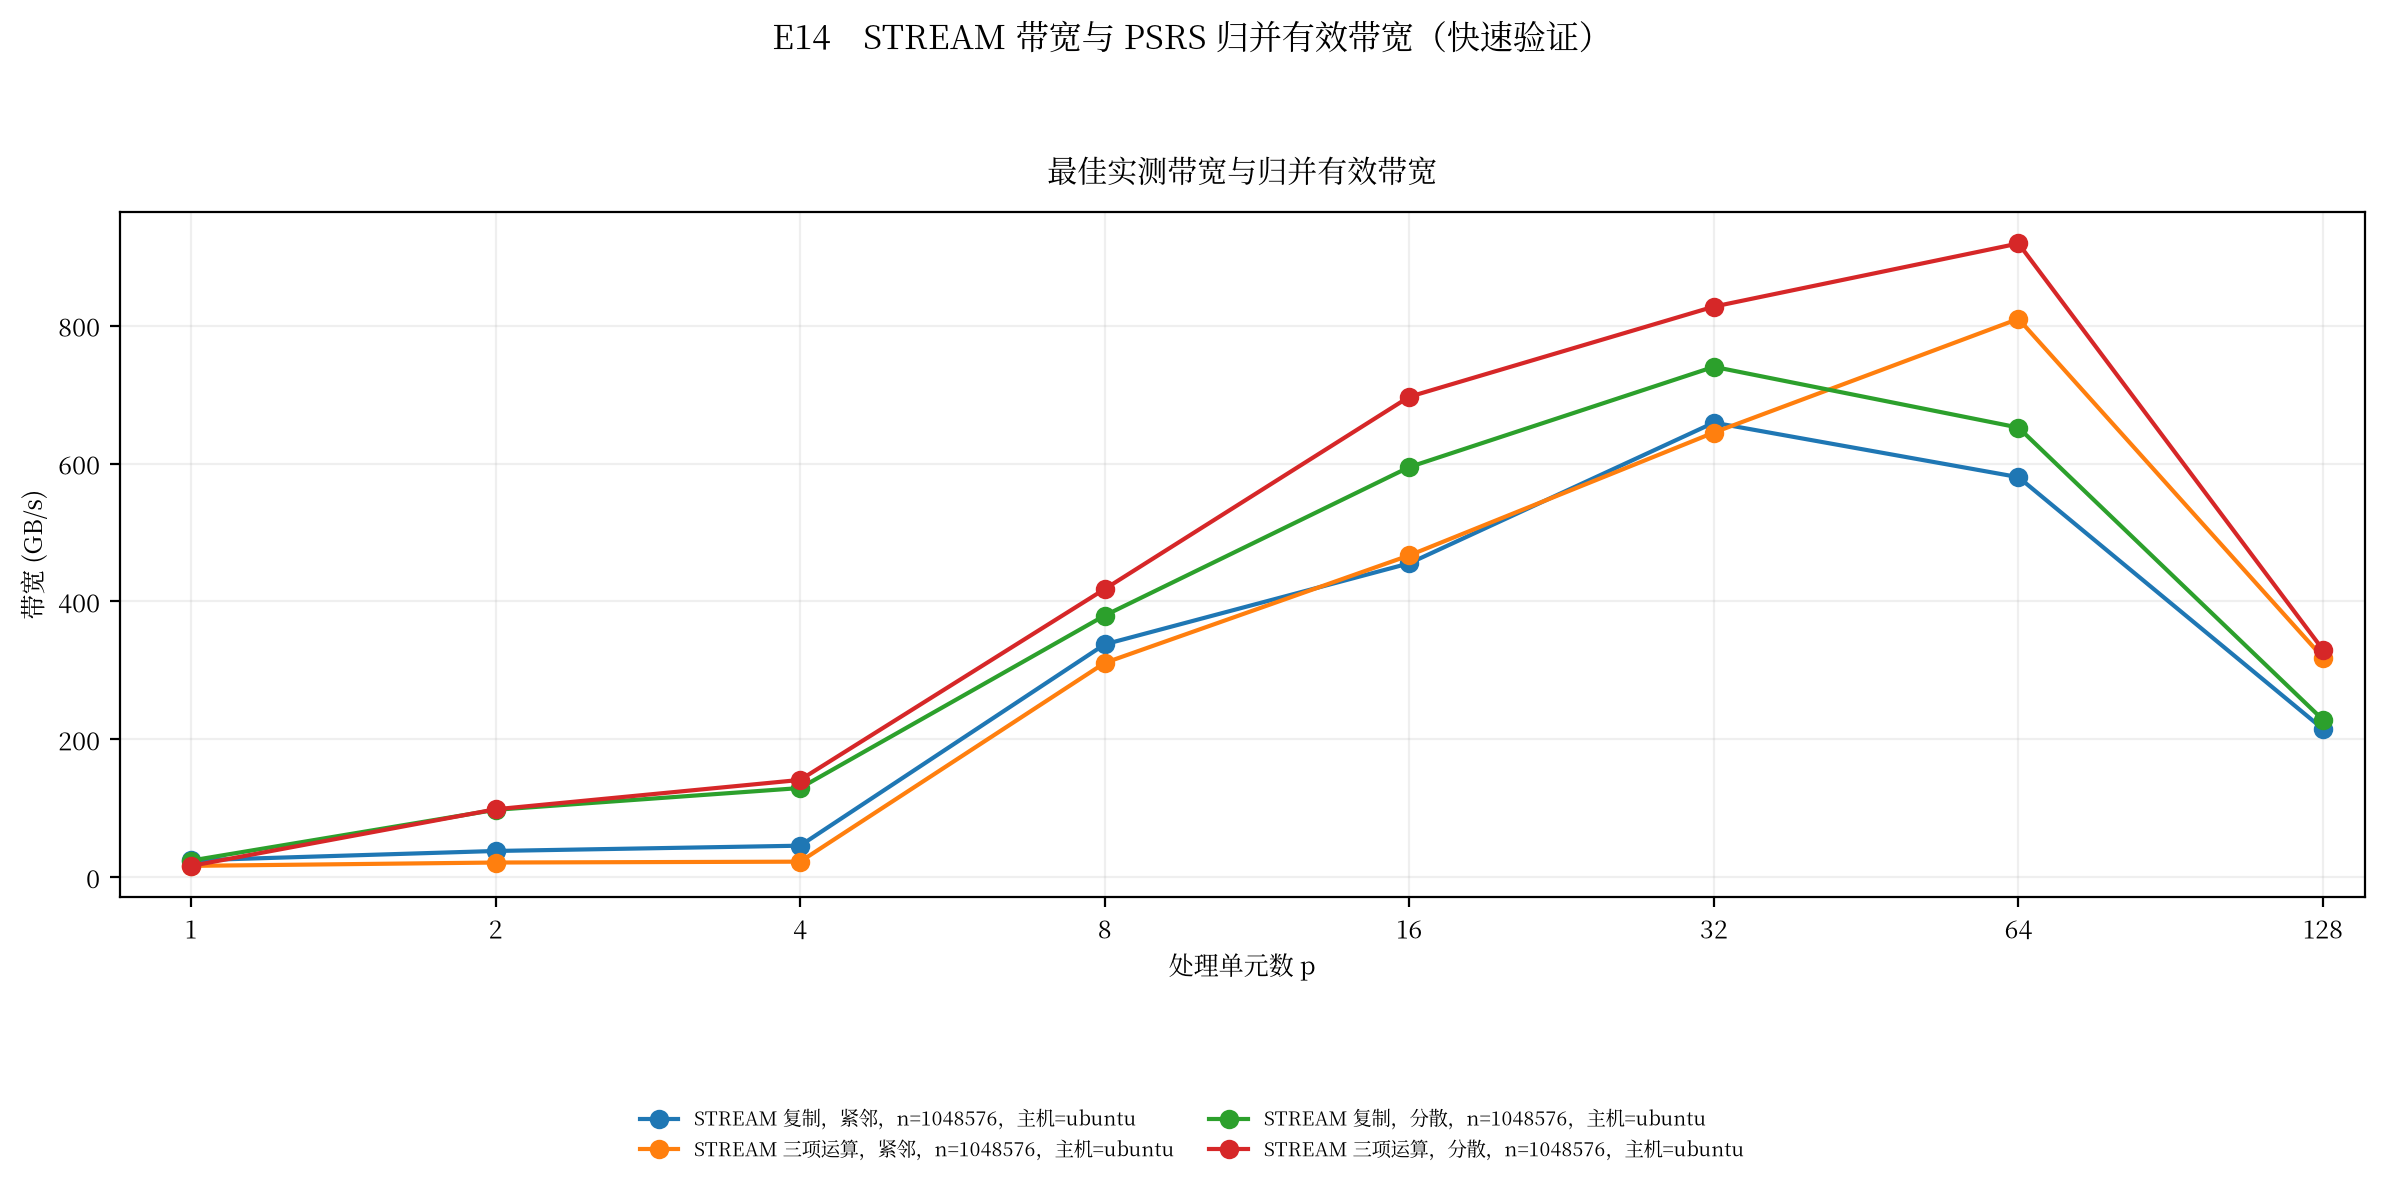 E14 STREAM 带宽与 PSRS 归并有效带宽（快速验证）
最佳实测带宽与归并有效带宽
800
600
400
200
0
带宽 (GB/s)
1 2 4 8 16 32 64 128
处理单元数 p
STREAM 复制，紧邻，n=1048576，主机=ubuntu
STREAM 三项运算，紧邻，n=1048576，主机=ubuntu
STREAM 复制，分散，n=1048576，主机=ubuntu
STREAM 三项运算，分散，n=1048576，主机=ubuntu